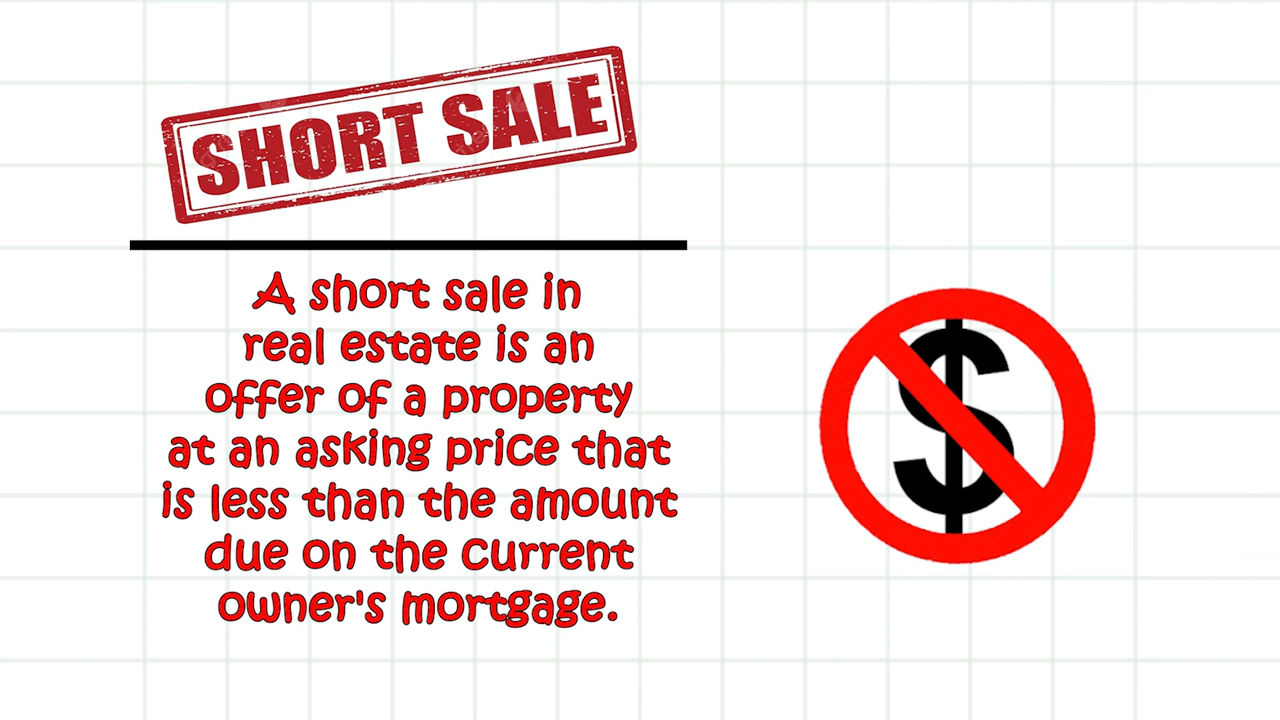 SHORT SALE
A short sale in
real estate is an
offer of a property
at an asking price that
is less than the amount
due on the current
owner's mortgage.
$